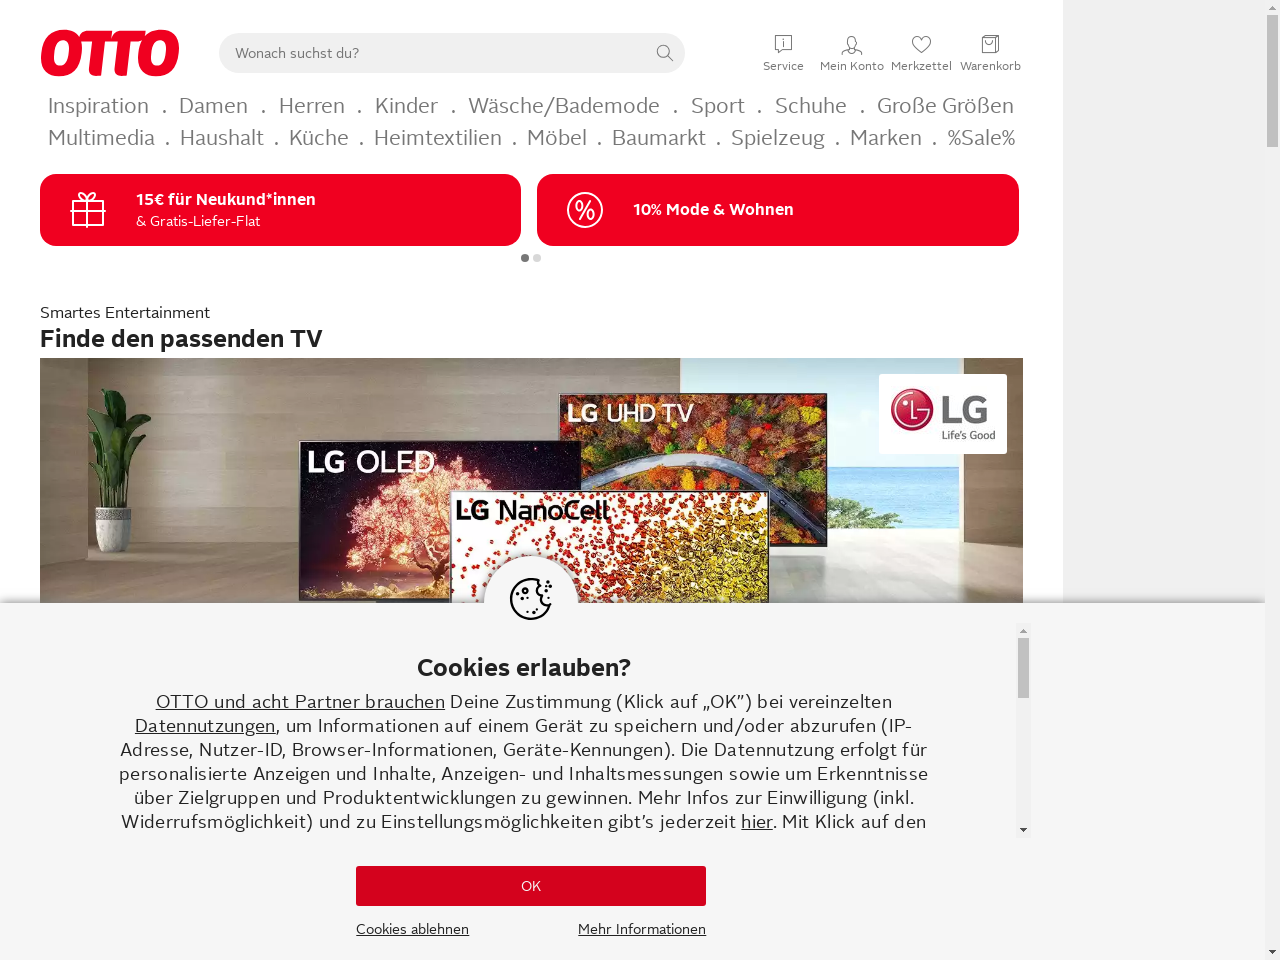 OTTO
Wonach suchst du?
Service
Mein Konto
Merkzettel
Warenkorb
Inspiration . Damen . Herren . Kinder . Wäsche/Bademode . Sport . Schuhe . Große Größen
Multimedia . Haushalt . Küche . Heimtextilien . Möbel . Baumarkt . Spielzeug . Marken . %Sale%
15€ für Neukund*innen
& Gratis-Liefer-Flat
10% Mode & Wohnen
Smartes Entertainment
Finde den passenden TV
LG UHD TV
LG
Life's Good
LG OLED
LG NanoCell
Cookies erlauben?
OTTO und acht Partner brauchen Deine Zustimmung (Klick auf „OK”) bei vereinzelten
Datennutzungen, um Informationen auf einem Gerät zu speichern und/oder abzurufen (IP-
Adresse, Nutzer-ID, Browser-Informationen, Geräte-Kennungen). Die Datennutzung erfolgt für
personalisierte Anzeigen und Inhalte, Anzeigen- und Inhaltsmessungen sowie um Erkenntnisse
über Zielgruppen und Produktentwicklungen zu gewinnen. Mehr Infos zur Einwilligung (inkl.
Widerrufsmöglichkeit) und zu Einstellungsmöglichkeiten gibt’s jederzeit hier. Mit Klick auf den
OK
Cookies ablehnen
Mehr Informationen